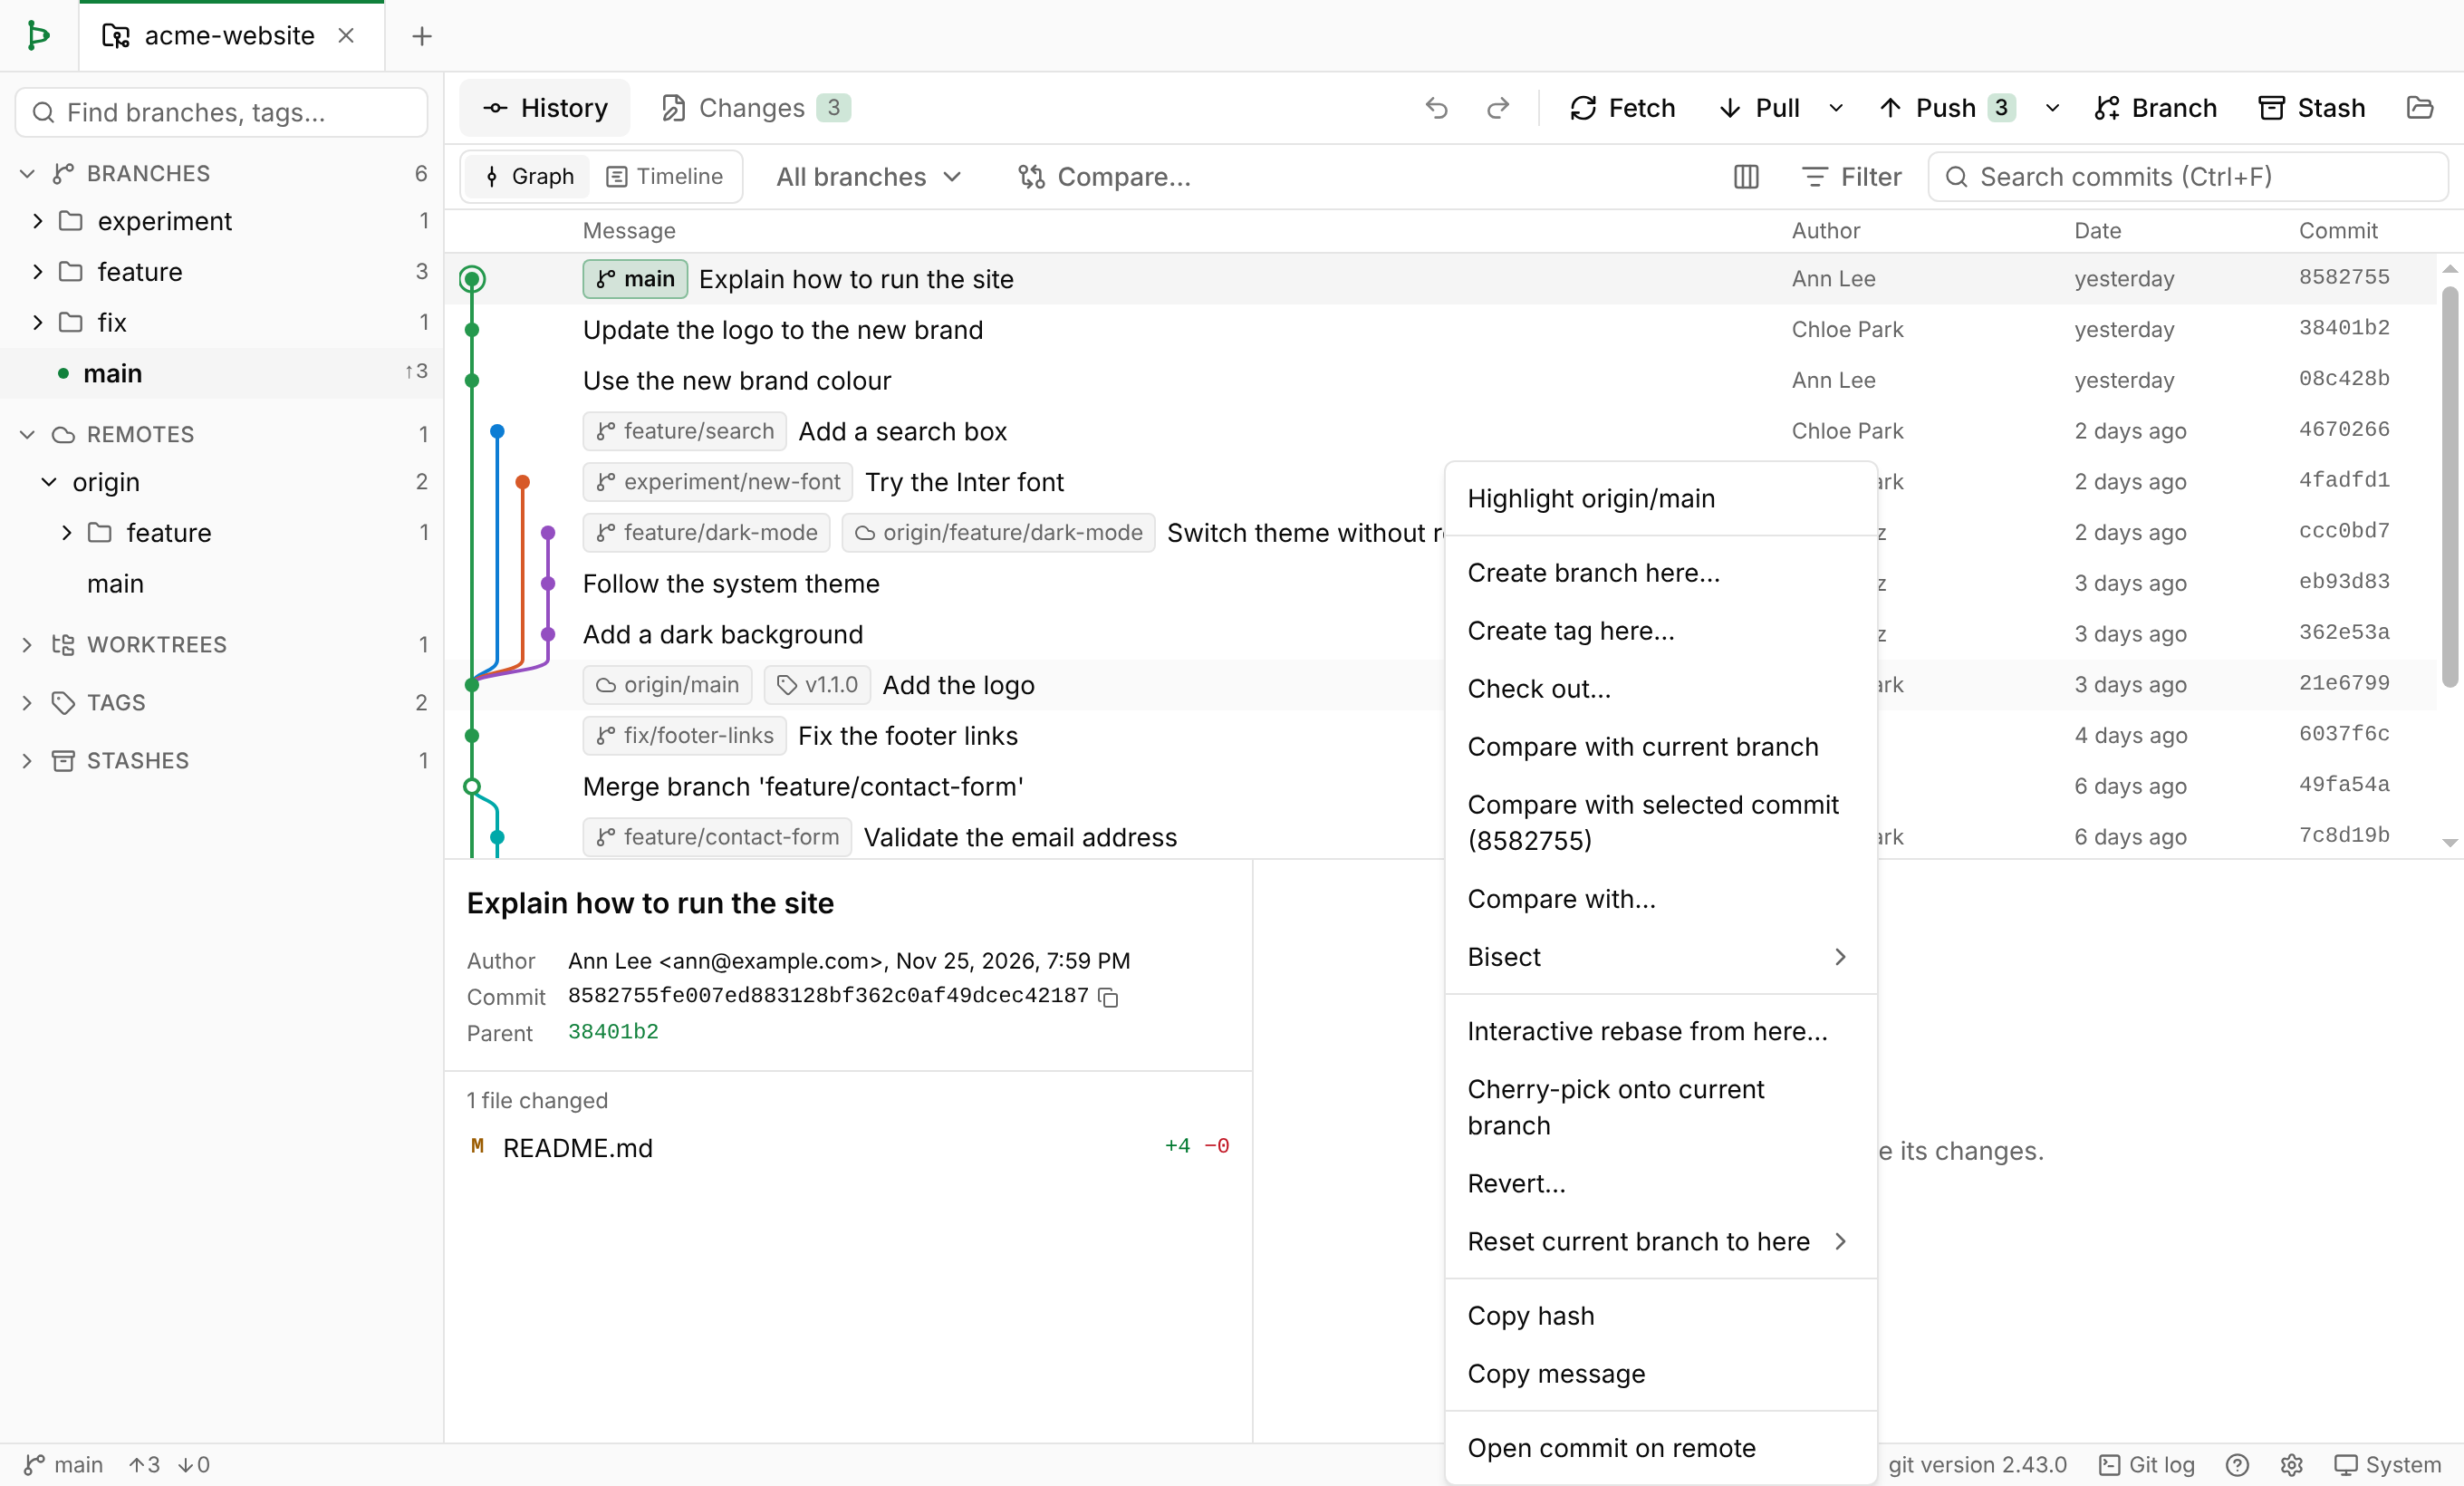 acme-website
Find branches, tags...
BRANCHES 6
experiment 1
feature 3
fix 1
main ↑3
REMOTES 1
origin 2
feature 1
main
WORKTREES 1
TAGS 2
STASHES 1
History
Changes 3
Fetch
Pull
Push 3
Branch
Stash
Graph
Timeline
All branches
Compare...
Filter
Search commits (Ctrl+F)
Message Author Date Commit
main Explain how to run the site Ann Lee yesterday 8582755
Update the logo to the new brand Chloe Park yesterday 38401b2
Use the new brand colour Ann Lee yesterday 08c428b
feature/search Add a search box Chloe Park 2 days ago 4670266
experiment/new-font Try the Inter font 2 days ago 4fadfd1
feature/dark-mode origin/feature/dark-mode Switch theme without 2 days ago ccc0bd7
Follow the system theme 3 days ago eb93d83
Add a dark background 3 days ago 362e53a
origin/main v1.1.0 Add the logo 3 days ago 21e6799
fix/footer-links Fix the footer links 4 days ago 6037f6c
Merge branch 'feature/contact-form' 6 days ago 49fa54a
feature/contact-form Validate the email address 6 days ago 7c8d19b
Highlight origin/main
Create branch here...
Create tag here...
Check out...
Compare with current branch
Compare with selected commit
(8582755)
Compare with...
Bisect
Interactive rebase from here...
Cherry-pick onto current
branch
Revert...
Reset current branch to here
Copy hash
Copy message
Open commit on remote
Explain how to run the site
Author Ann Lee <ann@example.com>, Nov 25, 2026, 7:59 PM
Commit 8582755fe007ed883128bf362c0af49dcec42187
Parent 38401b2
1 file changed
M README.md +4 −0
its changes.
main ↑3 ↓0
git version 2.43.0
Git log
System